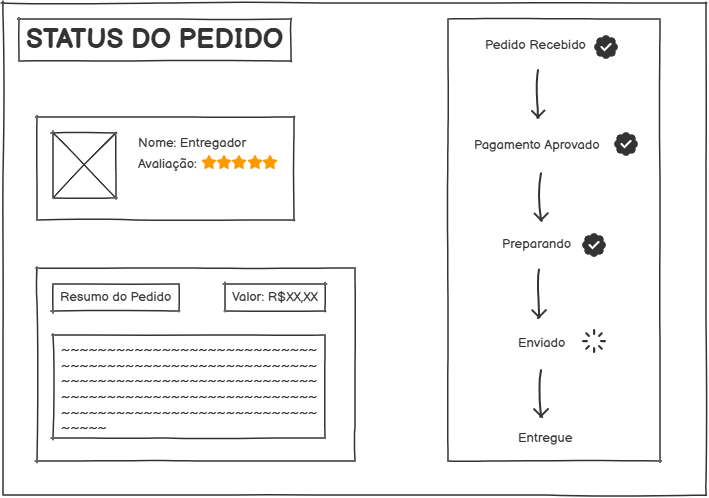 STATUS DO PEDIDO
Nome: Entregador
Avaliação:
Resumo do Pedido
Valor: R$XX,XX
Pedido Recebido
Pagamento Aprovado
Preparando
Enviado
Entregue